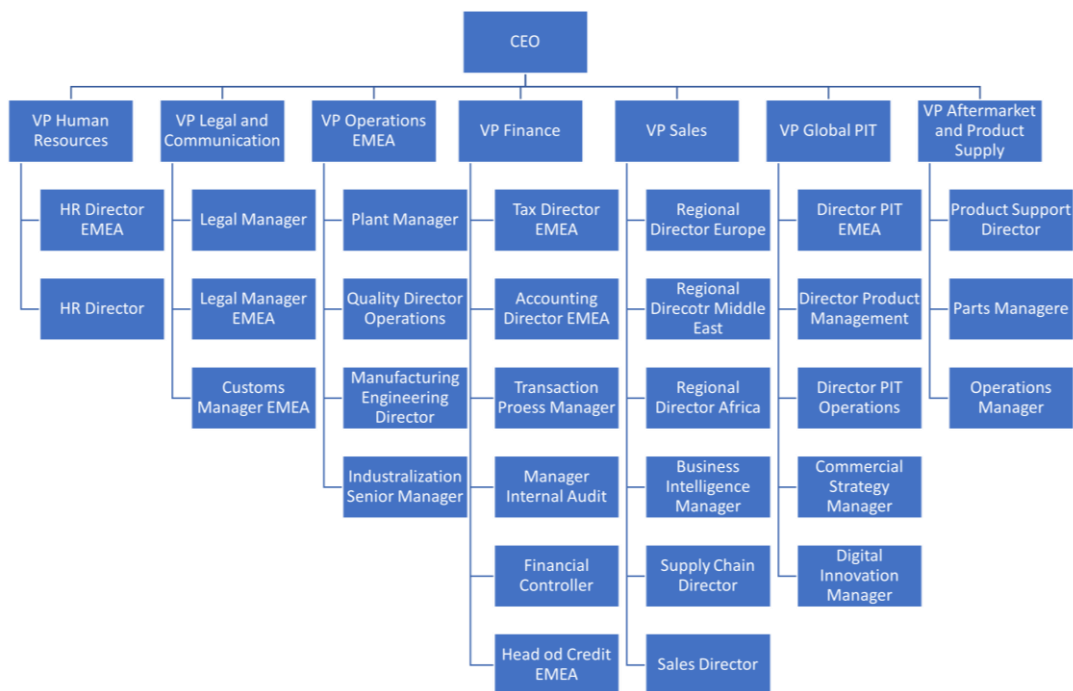 CEO
VP Human
Resources
VP Legal and
Communication
VP Operations
EMEA
VP Finance
VP Sales
VP Global PIT
VP Aftermarket
and Product
Supply
HR Director
EMEA
HR Director
Legal Manager
Legal Manager
EMEA
Customs
Manager EMEA
Plant Manager
Quality Director
Operations
Manufacturing
Engineering
Director
Industralization
Senior Manager
Tax Director
EMEA
Accounting
Director EMEA
Transaction
Proess Manager
Manager
Internal Audit
Financial
Controller
Head od Credit
EMEA
Regional
Director Europe
Regional
Direcotr Middle
East
Regional
Director Africa
Business
Intelligence
Manager
Supply Chain
Director
Sales Director
Director PIT
EMEA
Director Product
Management
Director PIT
Operations
Commercial
Strategy
Manager
Digital
Innovation
Manager
Product Support
Director
Parts Managere
Operations
Manager